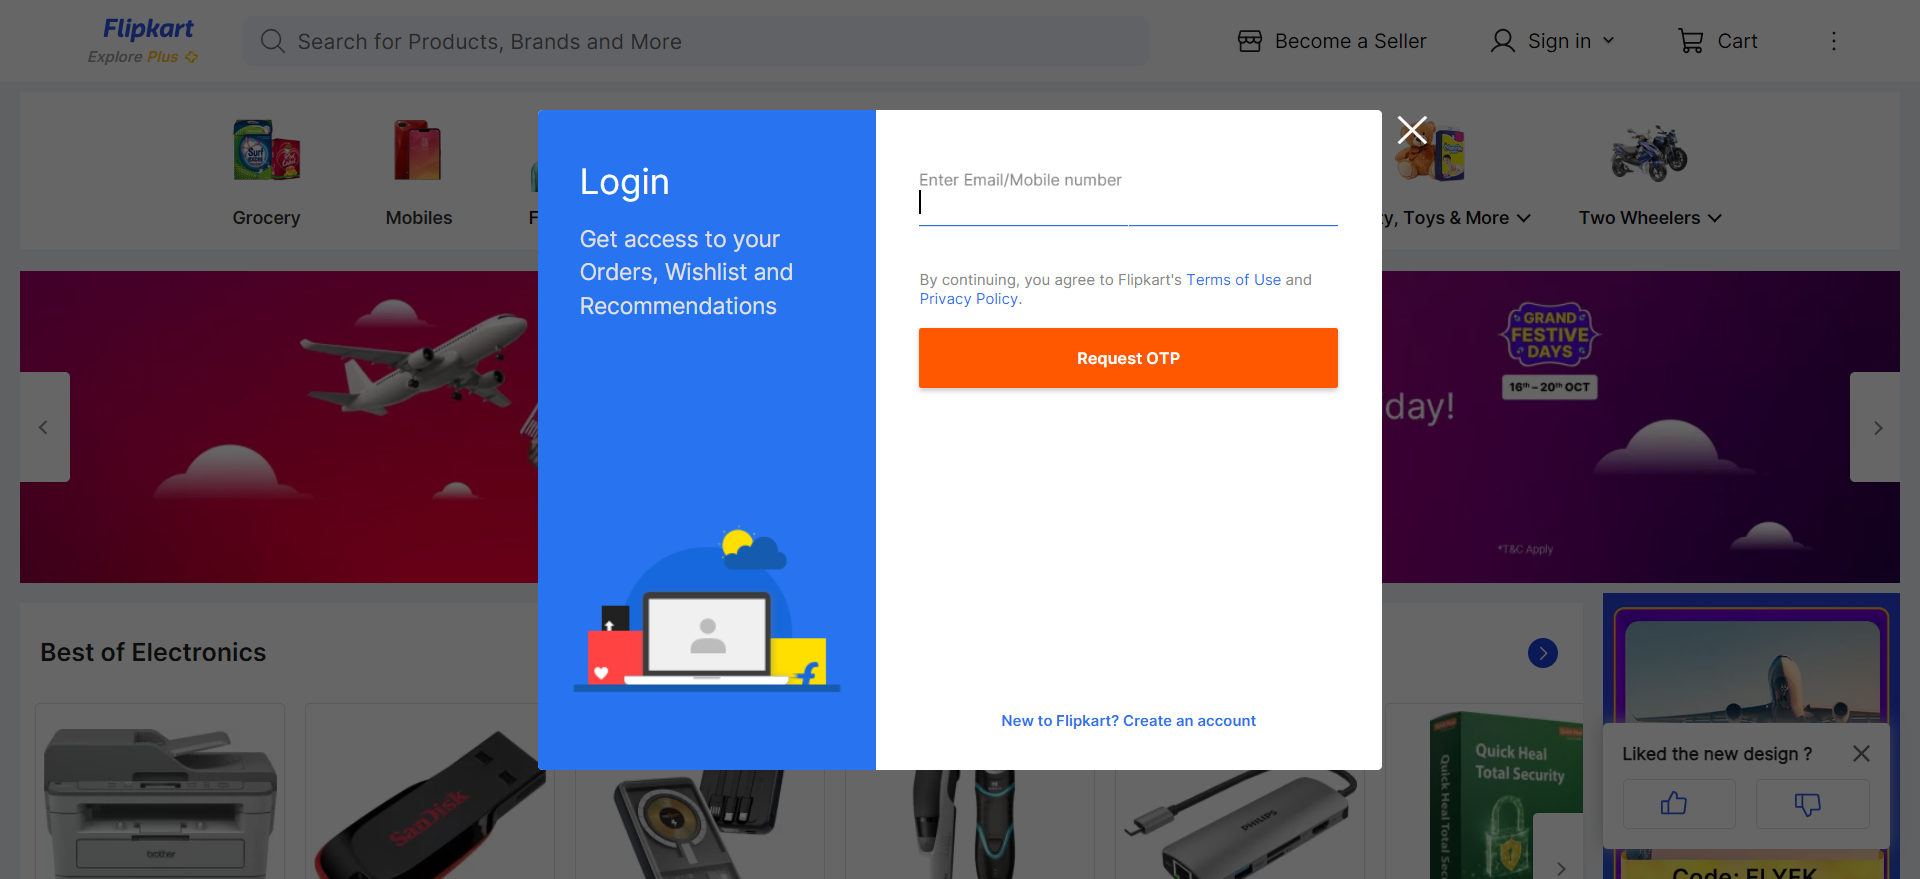 Flipkart
Explore Plus
Search for Products, Brands and More
Become a Seller
Sign in
Cart
Surf
excel
Grocery
Mobiles
F
y, Toys & More
Two Wheelers
Login
Get access to your
Orders, Wishlist and
Recommendations
Enter Email/Mobile number
By continuing, you agree to Flipkart's Terms of Use and
Privacy Policy.
Request OTP
New to Flipkart? Create an account
GRAND
FESTIVE
DAYS
16th – 20th OCT
day!
*T&C Apply
Best of Electronics
brother
SanDisk
PHILIPS
Quick Heal
Total Security
Quick Heal Total Sec
Liked the new design ?
Code: FLYFK